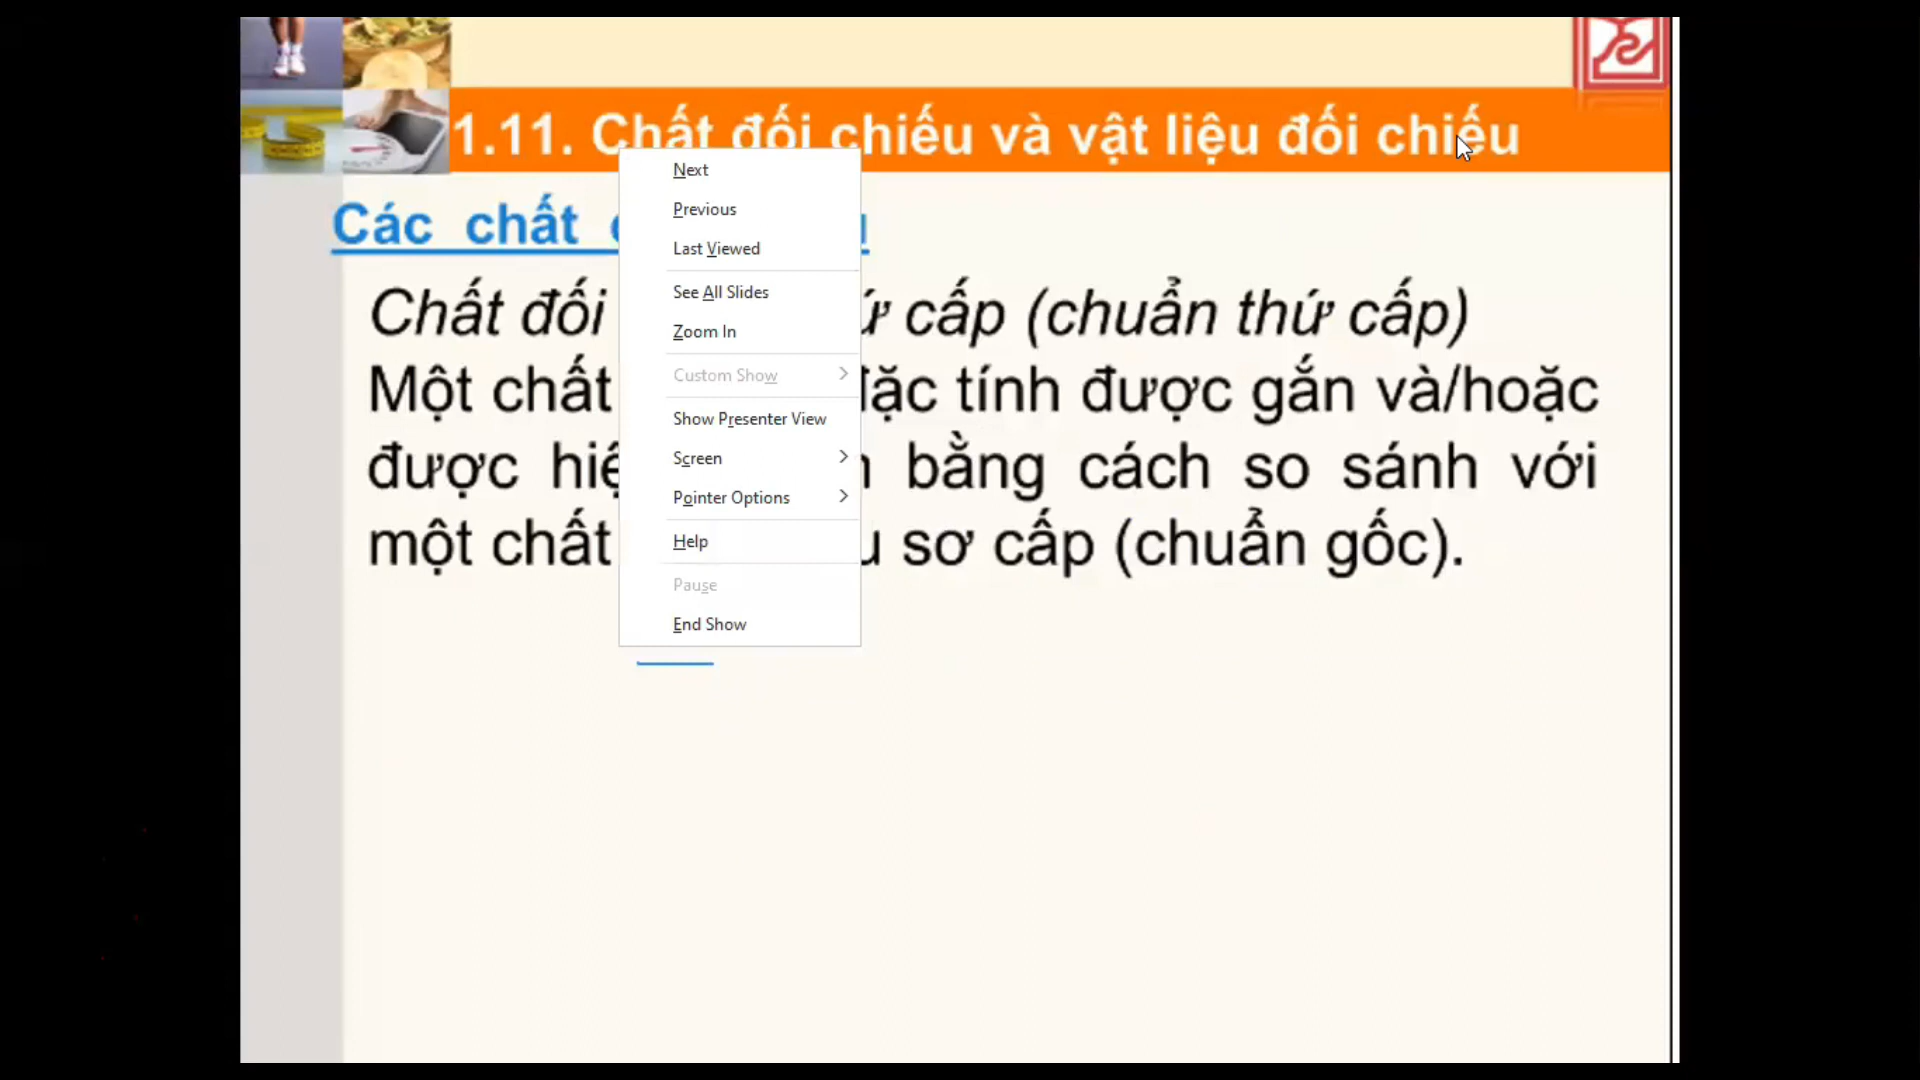 1.11. Chất đối chiếu và vật liệu đối chiếu
Các chất
Chất đối cấp (chuẩn thứ cấp)
Một chất đặc tính được gắn và/hoặc
được bằng cách so sánh với
một chất sơ cấp (chuẩn gốc).
Next
Previous
Last Viewed
See All Slides
Zoom In
Custom Show
Show Presenter View
Screen
Pointer Options
Help
Pause
End Show